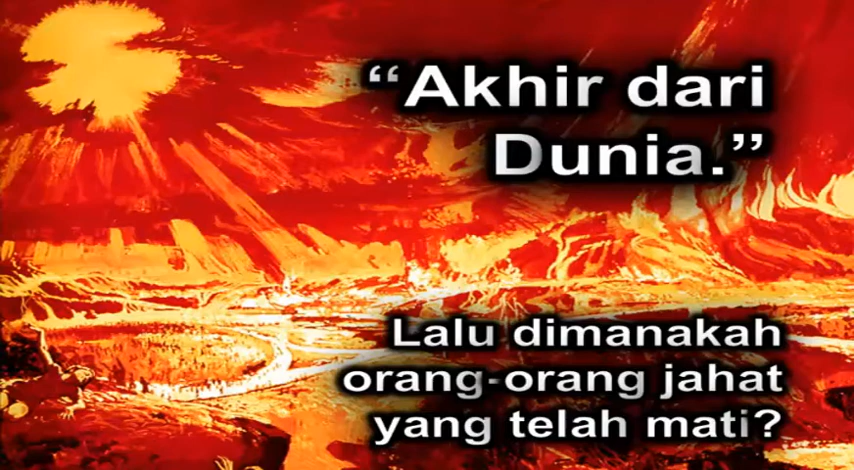 “Akhir dari
Dunia.”
Lalu dimanakah
orang-orang jahat
yang telah mati?